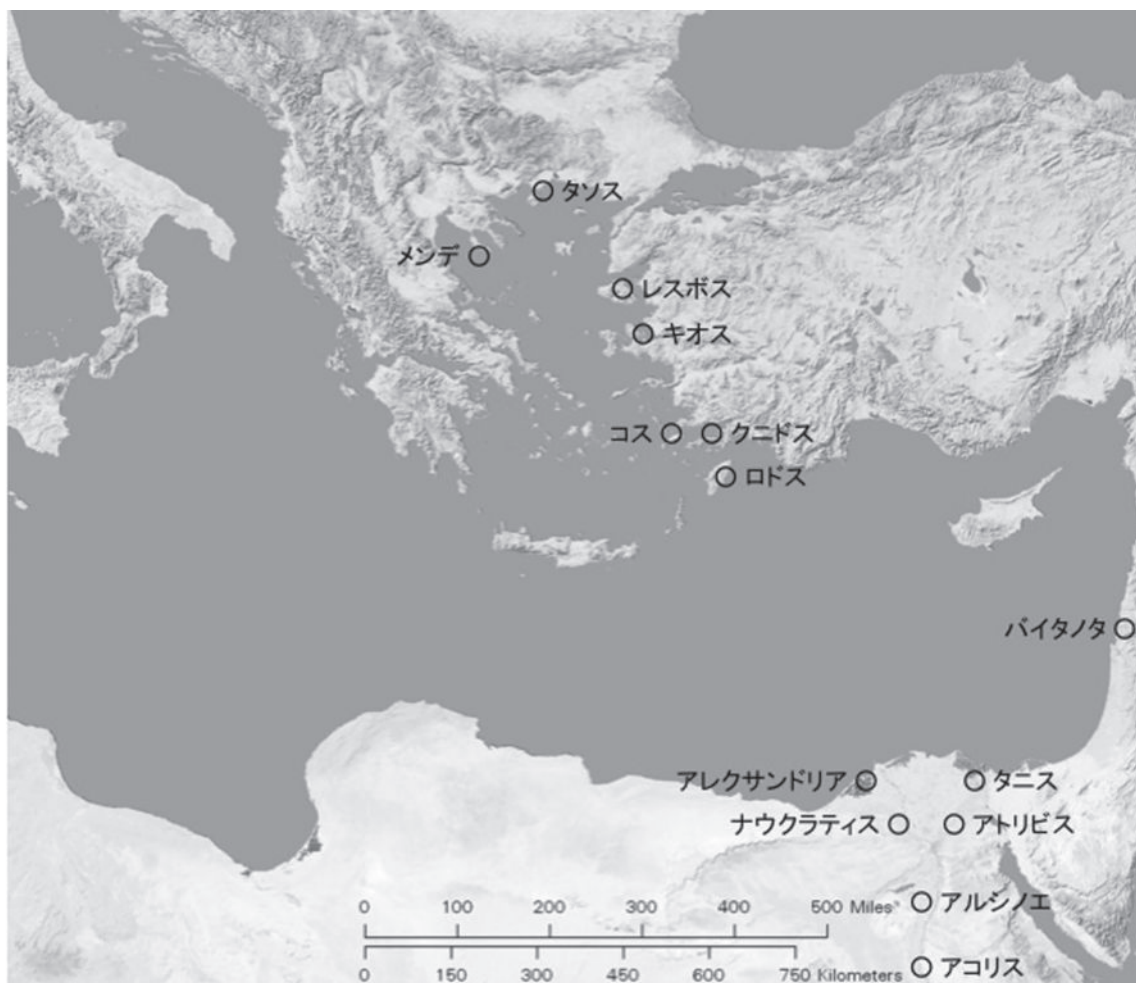 タソス
メンデ
レスボス
キオス
コス
クニドス
ロドス
バイタノタ
アレクサンドリア
タニス
ナウクラティス
アトリビス
アルシノエ
0 100 200 300 400 500 Miles
0 150 300 450 600 750 Kilometers
アコリス